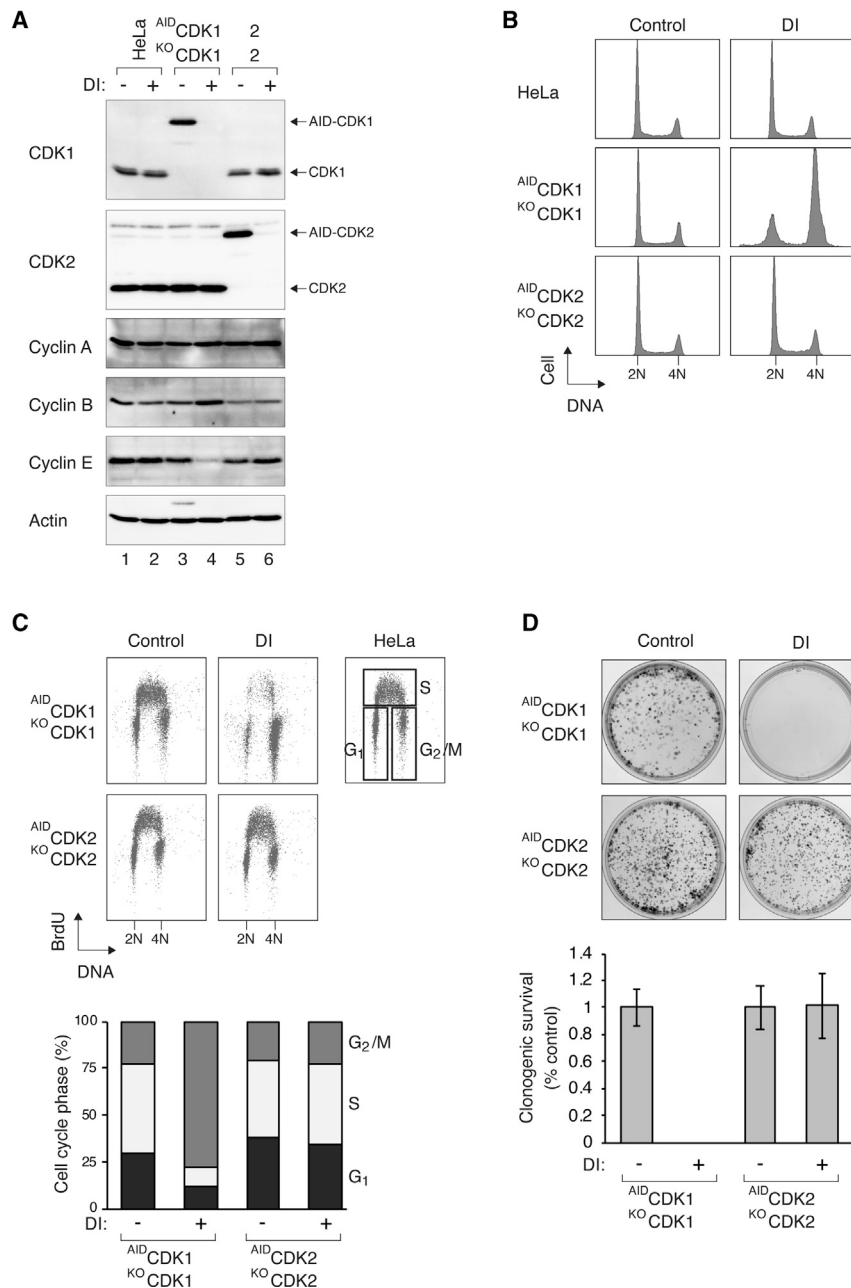 A
HeLa
AIDCDK1 2
KOCDK1 2
DI: - + - + - +
CDK1
AID-CDK1
CDK1
CDK2
AID-CDK2
CDK2
Cyclin A
Cyclin B
Cyclin E
Actin
1 2 3 4 5 6
B
Control DI
HeLa
AIDCDK1
KOCDK1
AIDCDK2
KOCDK2
Cell
DNA
2N 4N 2N 4N
C
Control DI HeLa
AIDCDK1
KOCDK1
S
G1 G2/M
AIDCDK2
KOCDK2
BrdU
2N 4N 2N 4N
DNA
Cell cycle phase (%)
100
75
50
25
0
G2/M
S
G1
DI: - + - +
AIDCDK1 AIDCDK2
KOCDK1 KOCDK2
D
Control DI
AIDCDK1
KOCDK1
AIDCDK2
KOCDK2
Clonogenic survival
(% control)
1.4
1.2
1
0.8
0.6
0.4
0.2
0
DI: - + - +
AIDCDK1 AIDCDK2
KOCDK1 KOCDK2